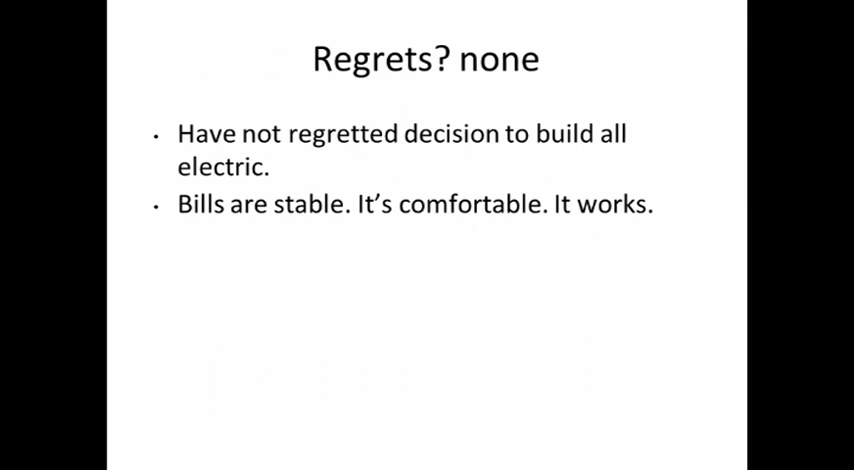 Regrets? none
• Have not regretted decision to build all
electric.
• Bills are stable. It’s comfortable. It works.